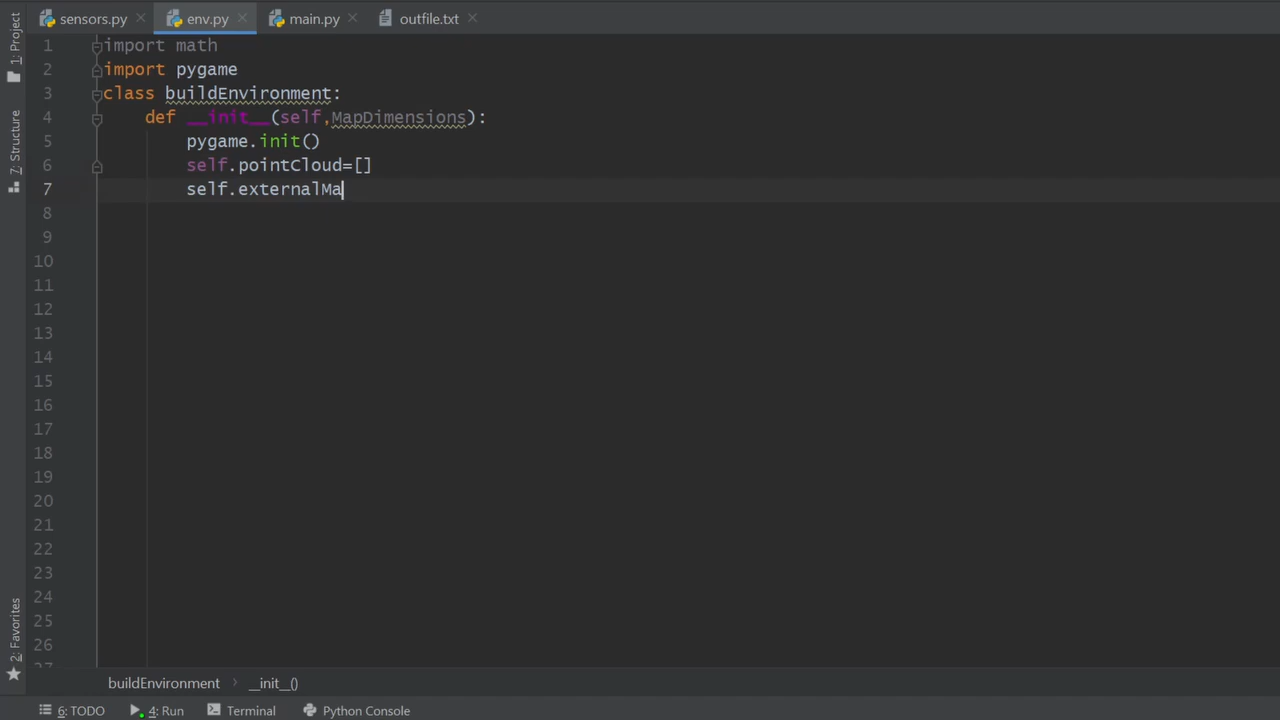 sensors.py env.py main.py outfile.txt
1: Project
7: Structure
2: Favorites
1 import math
2 import pygame
3 class buildEnvironment:
4 def __init__(self,MapDimensions):
5 pygame.init()
6 self.pointCloud=[]
7 self.externalMa
8
9
10
11
12
13
14
15
16
17
18
19
20
21
22
23
24
25
26
27
buildEnvironment › __init__()
6: TODO 4: Run Terminal Python Console